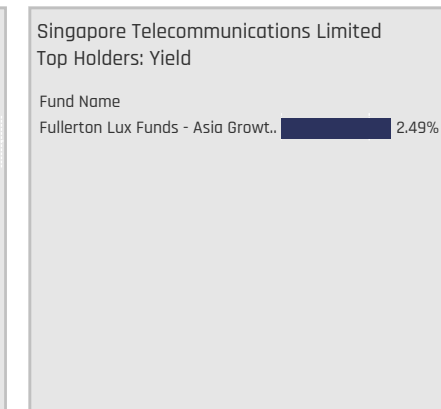 Singapore Telecommunications Limited
Top Holders: Yield
Fund Name
Fullerton Lux Funds - Asia Growt.. 2.49%